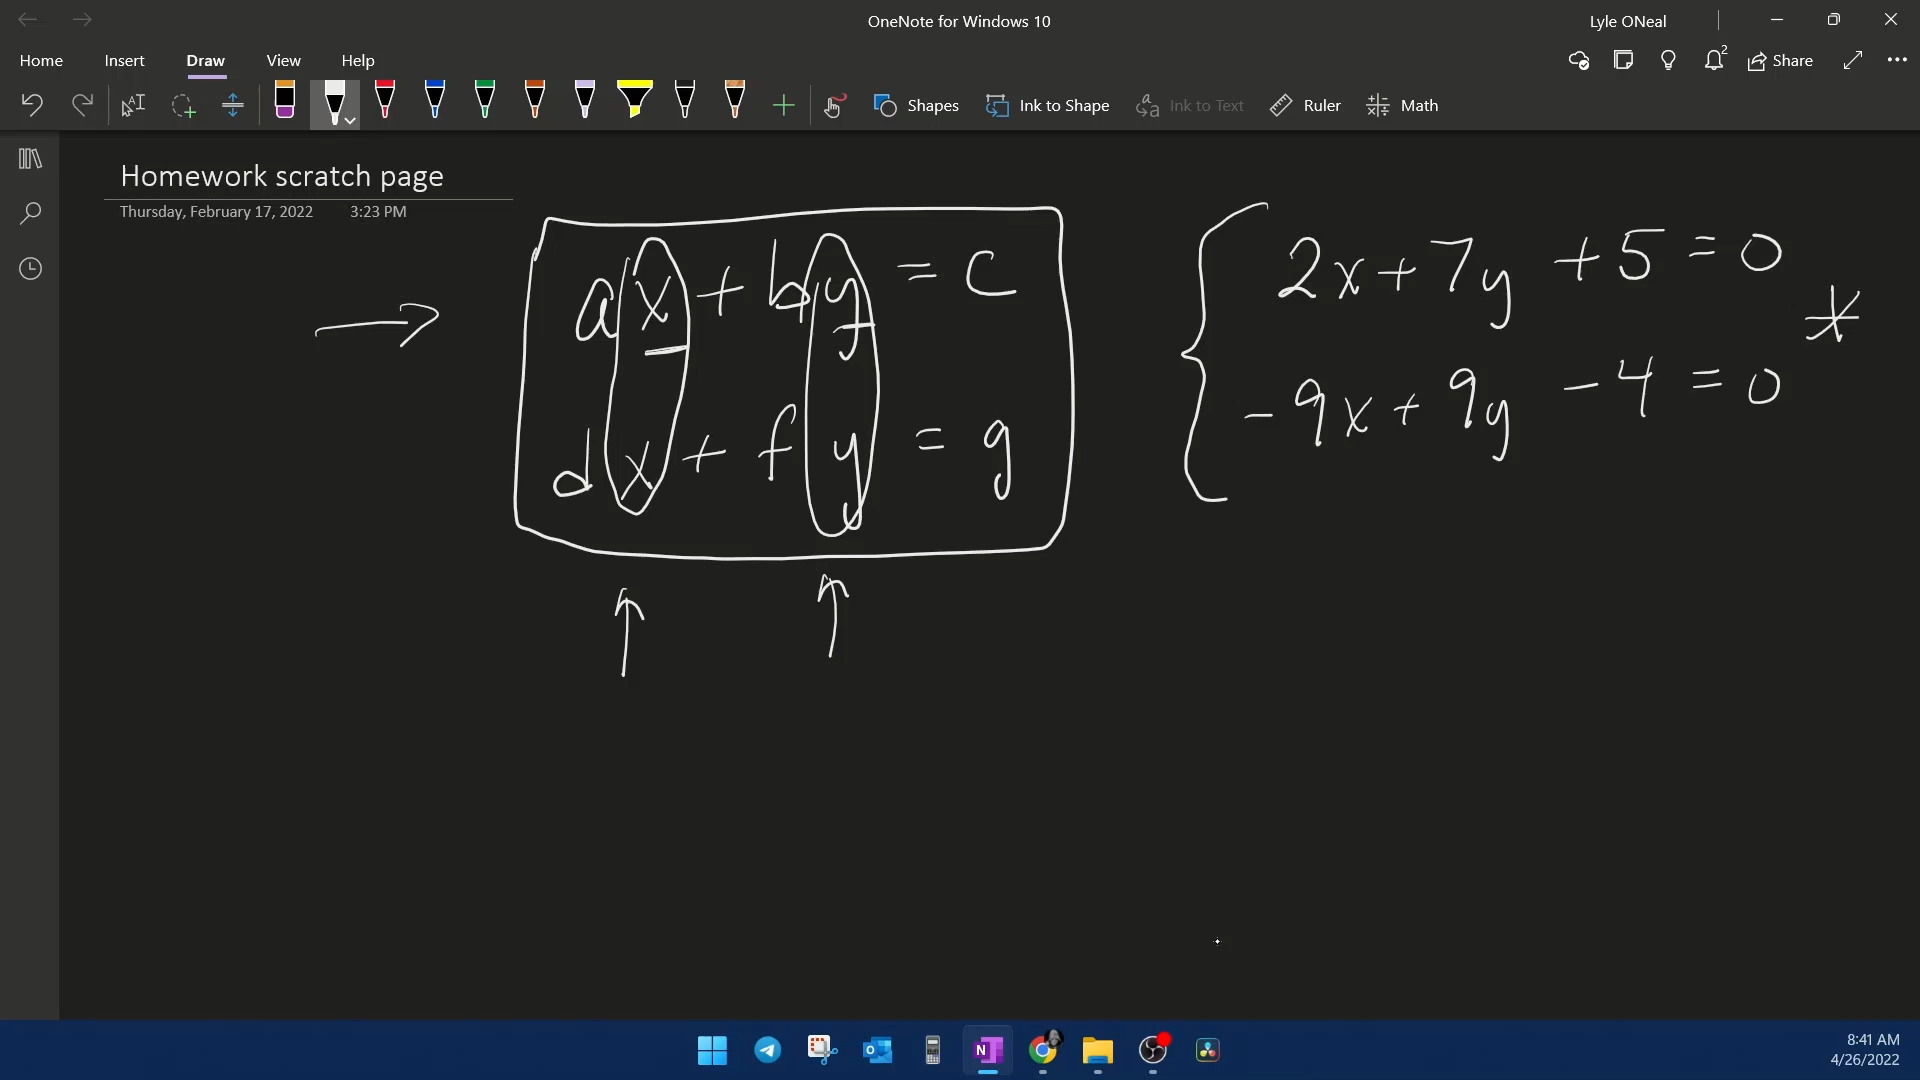 OneNote for Windows 10
Lyle ONeal
Home Insert Draw View Help
2
Share
Shapes Ink to Shape Ink to Text Ruler Math
Homework scratch page
Thursday, February 17, 2022 3:23 PM
ax + by = c
dx + fy = g
2x + 7y + 5 = 0
-9x + 9y - 4 = 0
*
8:41 AM
4/26/2022